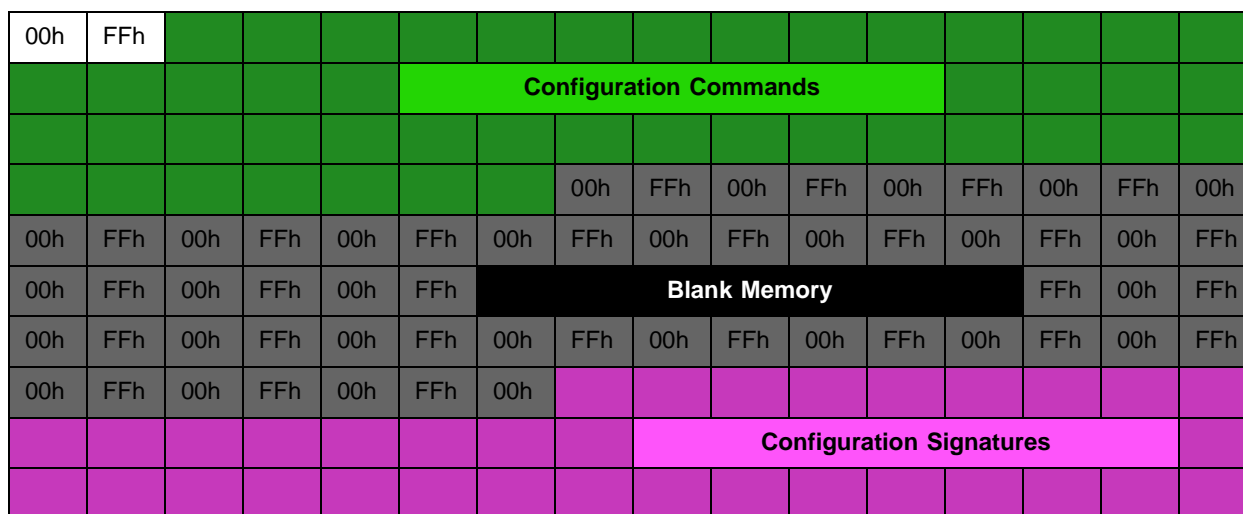 00h FFh
Configuration Commands
00h FFh 00h FFh 00h FFh 00h FFh 00h
00h FFh 00h FFh 00h FFh 00h FFh 00h FFh 00h FFh 00h FFh 00h FFh
00h FFh 00h FFh 00h FFh Blank Memory FFh 00h FFh
00h FFh 00h FFh 00h FFh 00h FFh 00h FFh 00h FFh 00h FFh 00h FFh
00h FFh 00h FFh 00h FFh 00h
Configuration Signatures